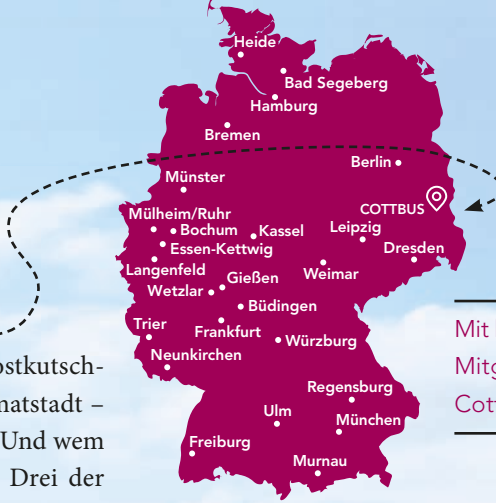 Heide
Bad Segeberg
Hamburg
Bremen
Berlin
Münster
COTTBUS
Mülheim/Ruhr
Bochum
Kassel
Leipzig
Essen-Kettwig
Dresden
Langenfeld
Gießen
Weimar
Wetzlar
Büdingen
Trier
Frankfurt
Würzburg
Neunkirchen
Regensburg
Ulm
München
Freiburg
Murnau
ostkutsch-
matstadt –
Und wem
Drei der
Mit
Mitg
Cott